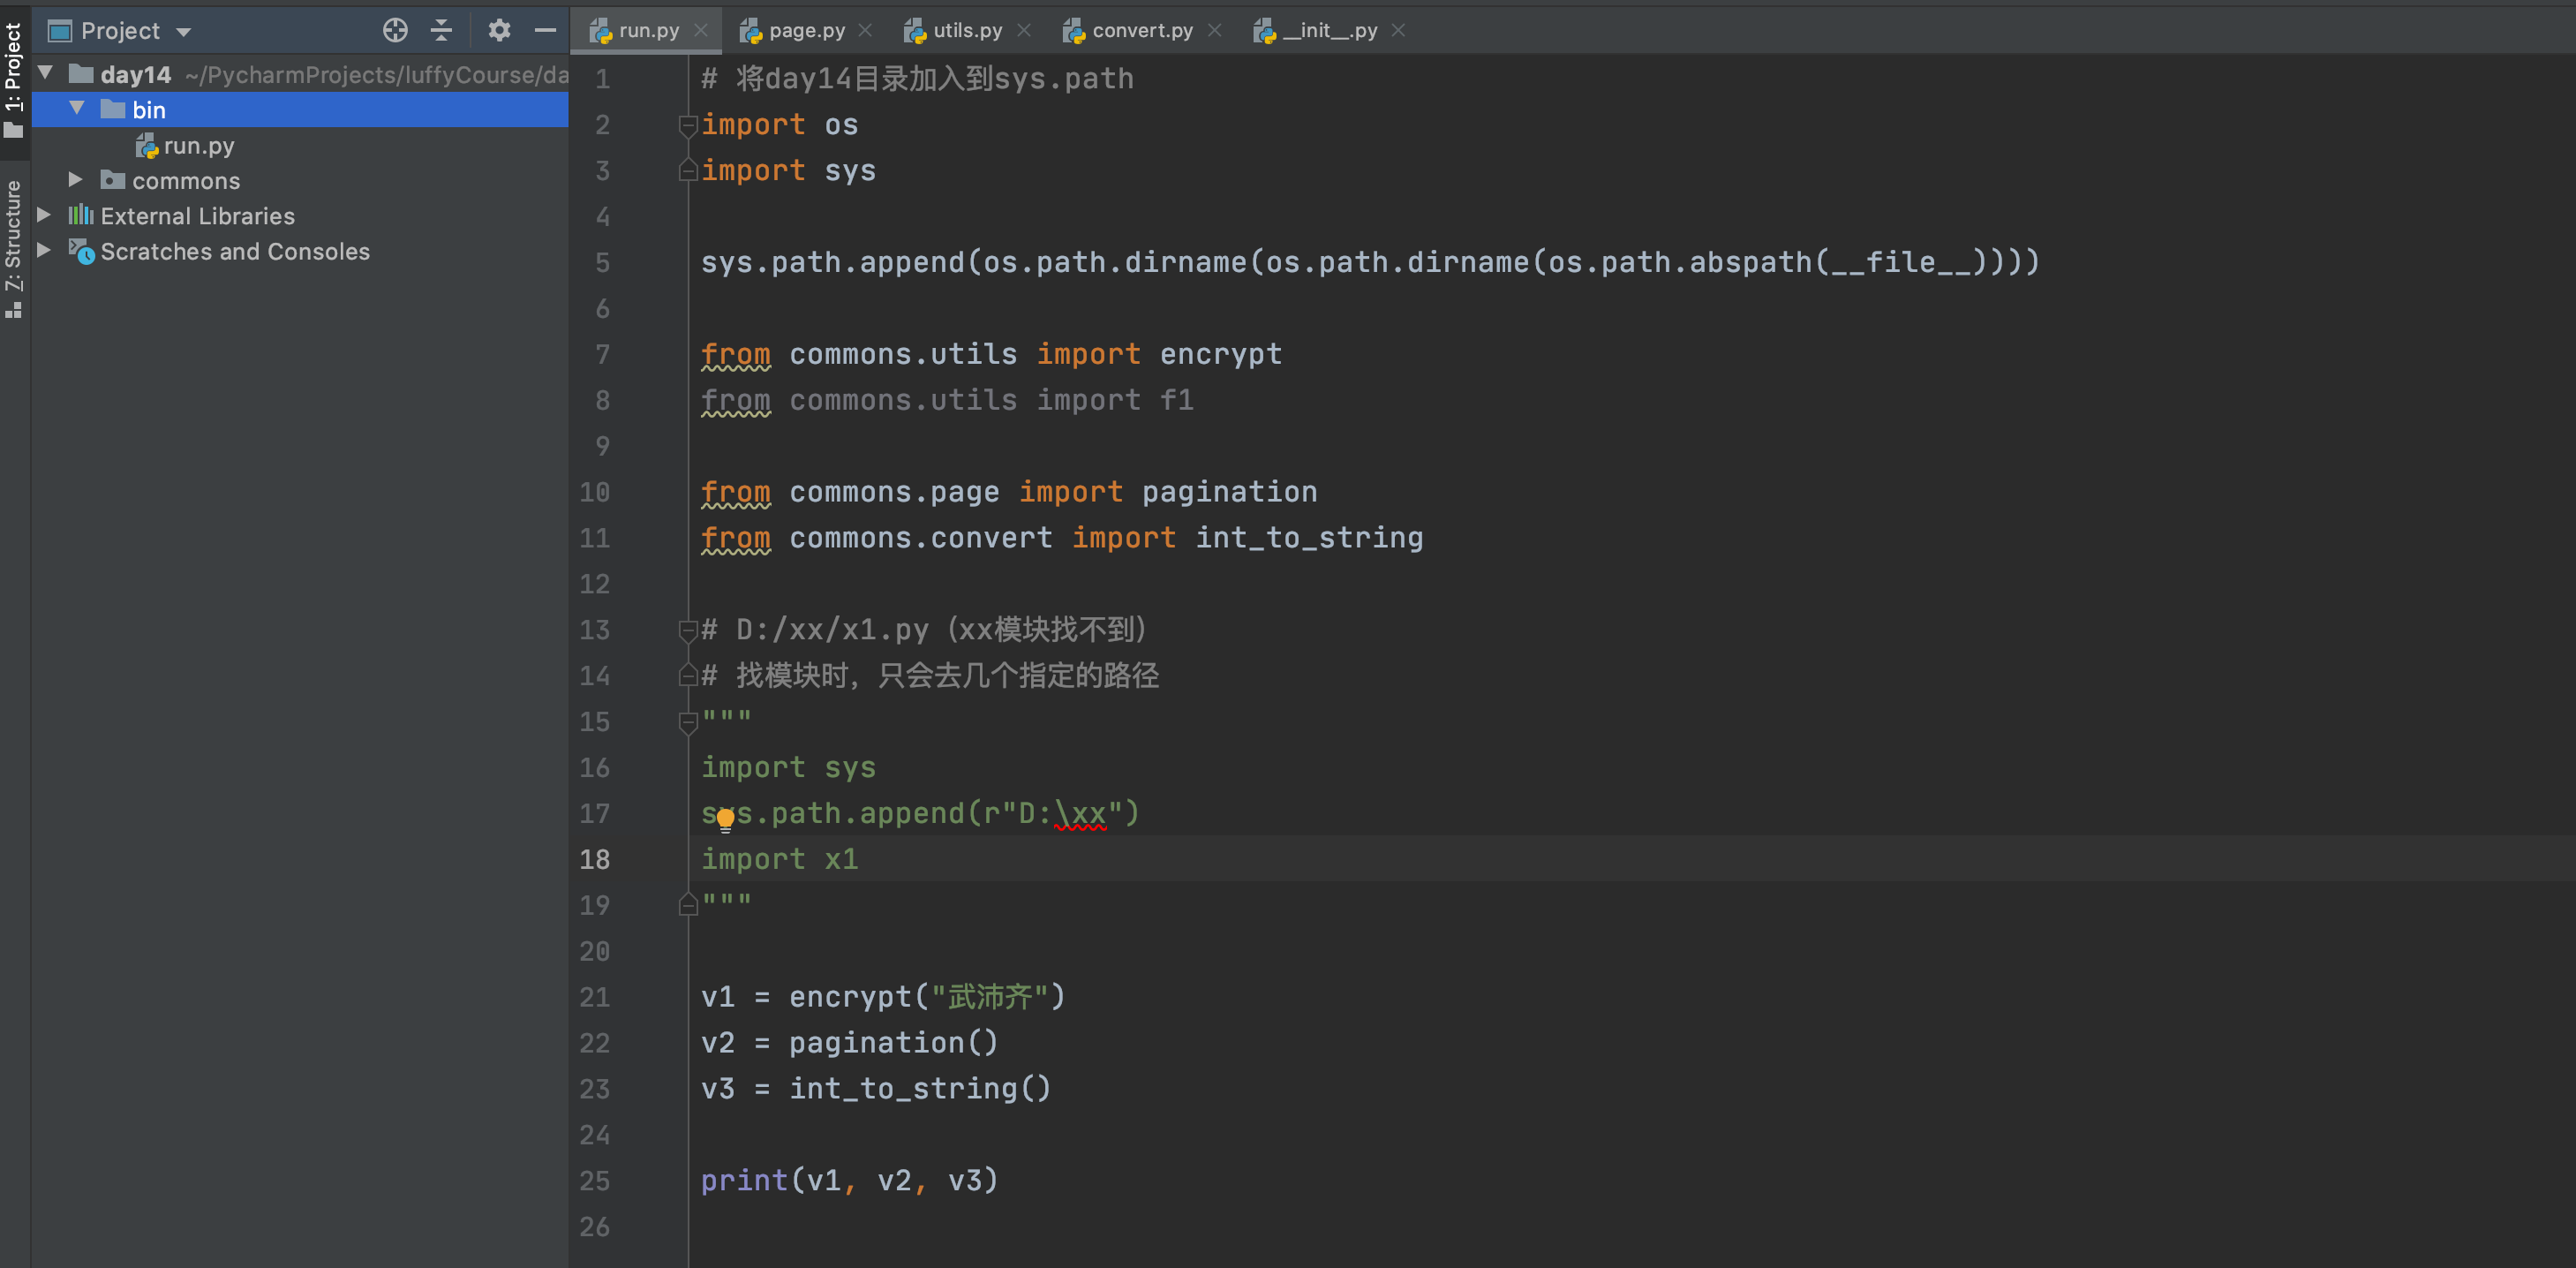 1: Project
7: Structure
Project
day14 ~/PycharmProjects/luffyCourse/da
bin
run.py
commons
External Libraries
Scratches and Consoles
run.py page.py utils.py convert.py __init__.py
1 # 将day14目录加入到sys.path
2 import os
3 import sys
4
5 sys.path.append(os.path.dirname(os.path.dirname(os.path.abspath(__file__))))
6
7 from commons.utils import encrypt
8 from commons.utils import f1
9
10 from commons.page import pagination
11 from commons.convert import int_to_string
12
13 # D:/xx/x1.py（xx模块找不到）
14 # 找模块时，只会去几个指定的路径
15 """
16 import sys
17 sys.path.append(r"D:\xx")
18 import x1
19 """
20
21 v1 = encrypt("武沛齐")
22 v2 = pagination()
23 v3 = int_to_string()
24
25 print(v1, v2, v3)
26